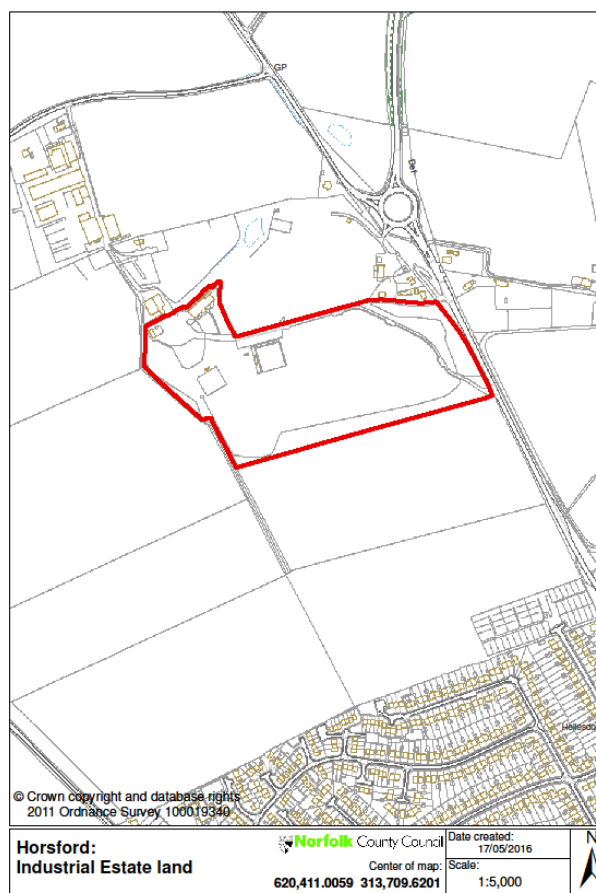 GP
Def
© Crown copyright and database rights
2011 Ordnance Survey 100019340
Horsford:
Industrial Estate land
Norfolk County Council
Center of map:
620,411.0059 313,709.6201
Date created:
17/05/2016
Scale:
1:5,000
N